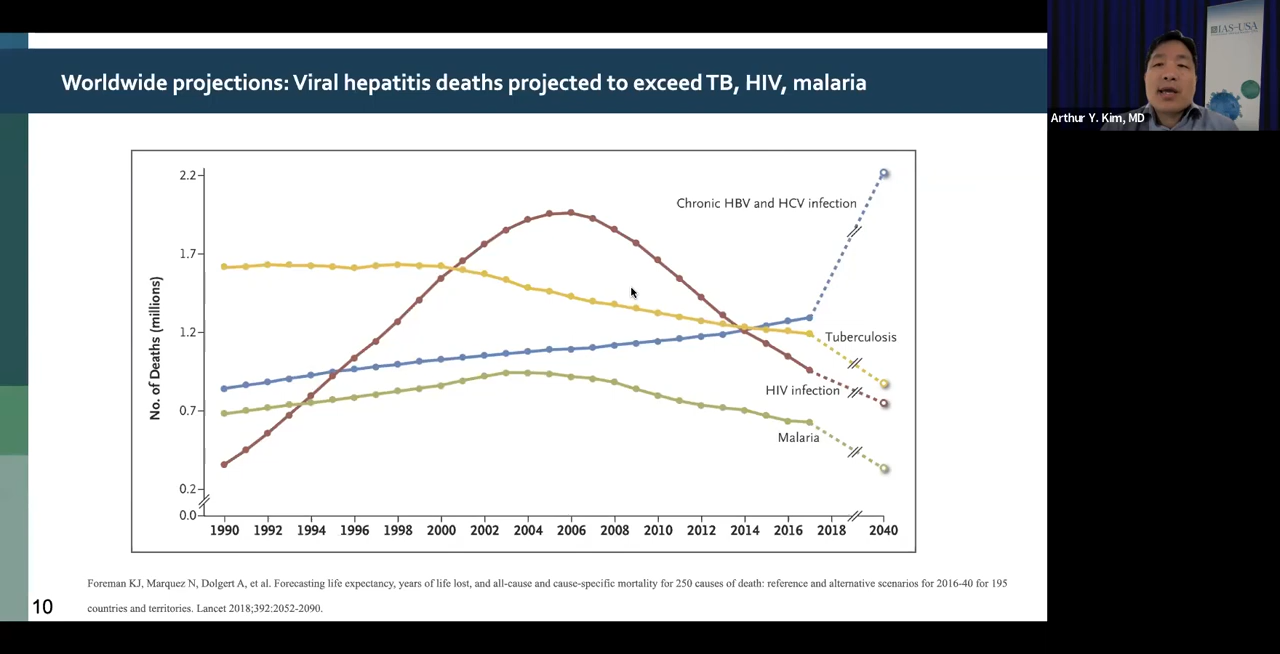 Worldwide projections: Viral hepatitis deaths projected to exceed TB, HIV, malaria
IAS–USA
Arthur Y. Kim, MD
No. of Deaths (millions)
2.2
1.7
1.2
0.7
0.2
0.0
Chronic HBV and HCV infection
Tuberculosis
HIV infection
Malaria
1990 1992 1994 1996 1998 2000 2002 2004 2006 2008 2010 2012 2014 2016 2018 2040
Foreman KJ, Marquez N, Dolgert A, et al. Forecasting life expectancy, years of life lost, and all-cause and cause-specific mortality for 250 causes of death: reference and alternative scenarios for 2016-40 for 195
countries and territories. Lancet 2018;392:2052-2090.
10